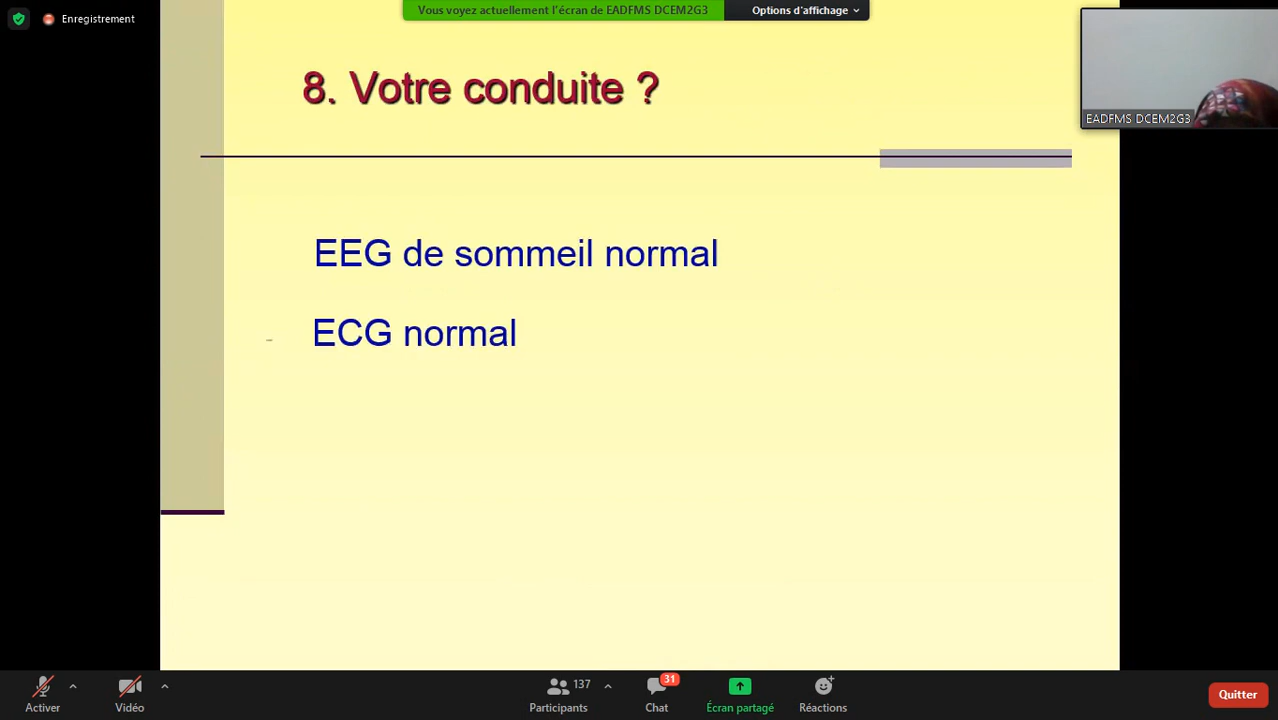 Enregistrement
Vous voyez actuellement l'écran de EADFMS DCEM2G3
Options d'affichage
EADFMS DCEM2G3
8. Votre conduite ?
EEG de sommeil normal
- ECG normal
Activer
Vidéo
137
Participants
31
Chat
Écran partagé
Réactions
Quitter